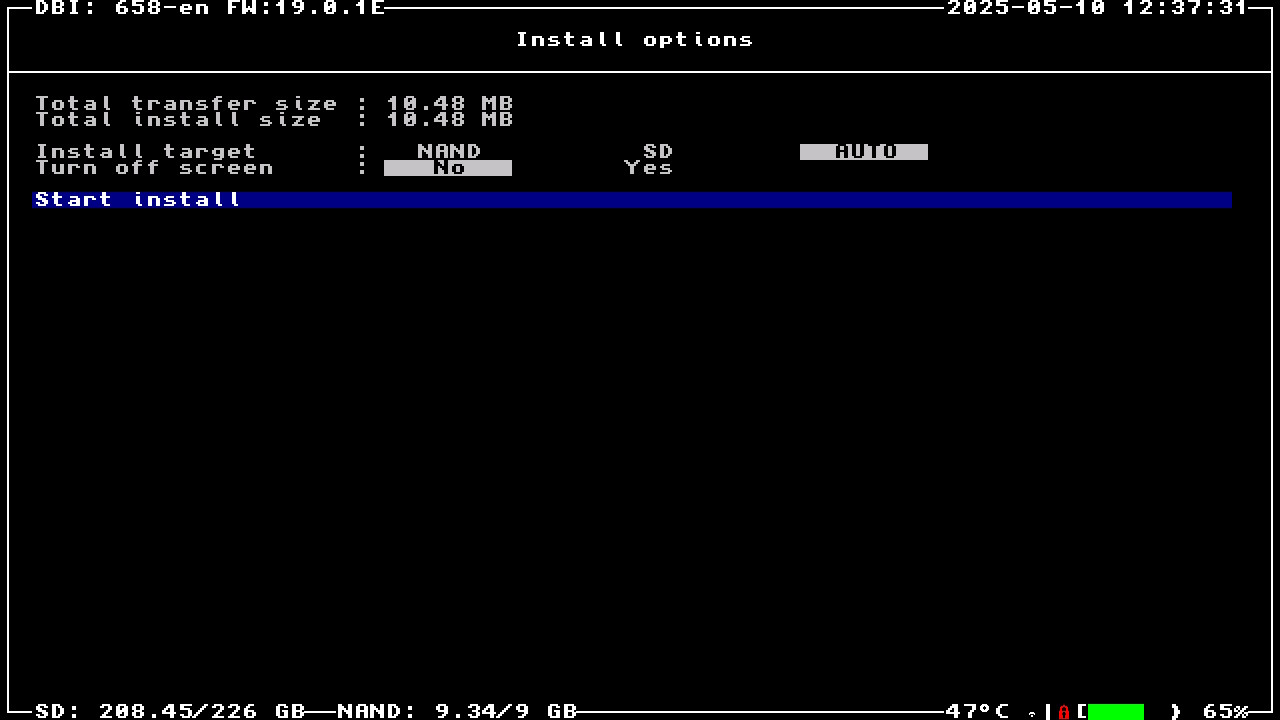 DBI: 658-en FW:19.0.1E 2025-05-10 12:37:31
Install options
Total transfer size : 10.48 MB
Total install size : 10.48 MB
Install target : NAND SD AUTO
Turn off screen : No Yes
Start install
SD: 208.45/226 GB NAND: 9.34/9 GB 47°C 65%